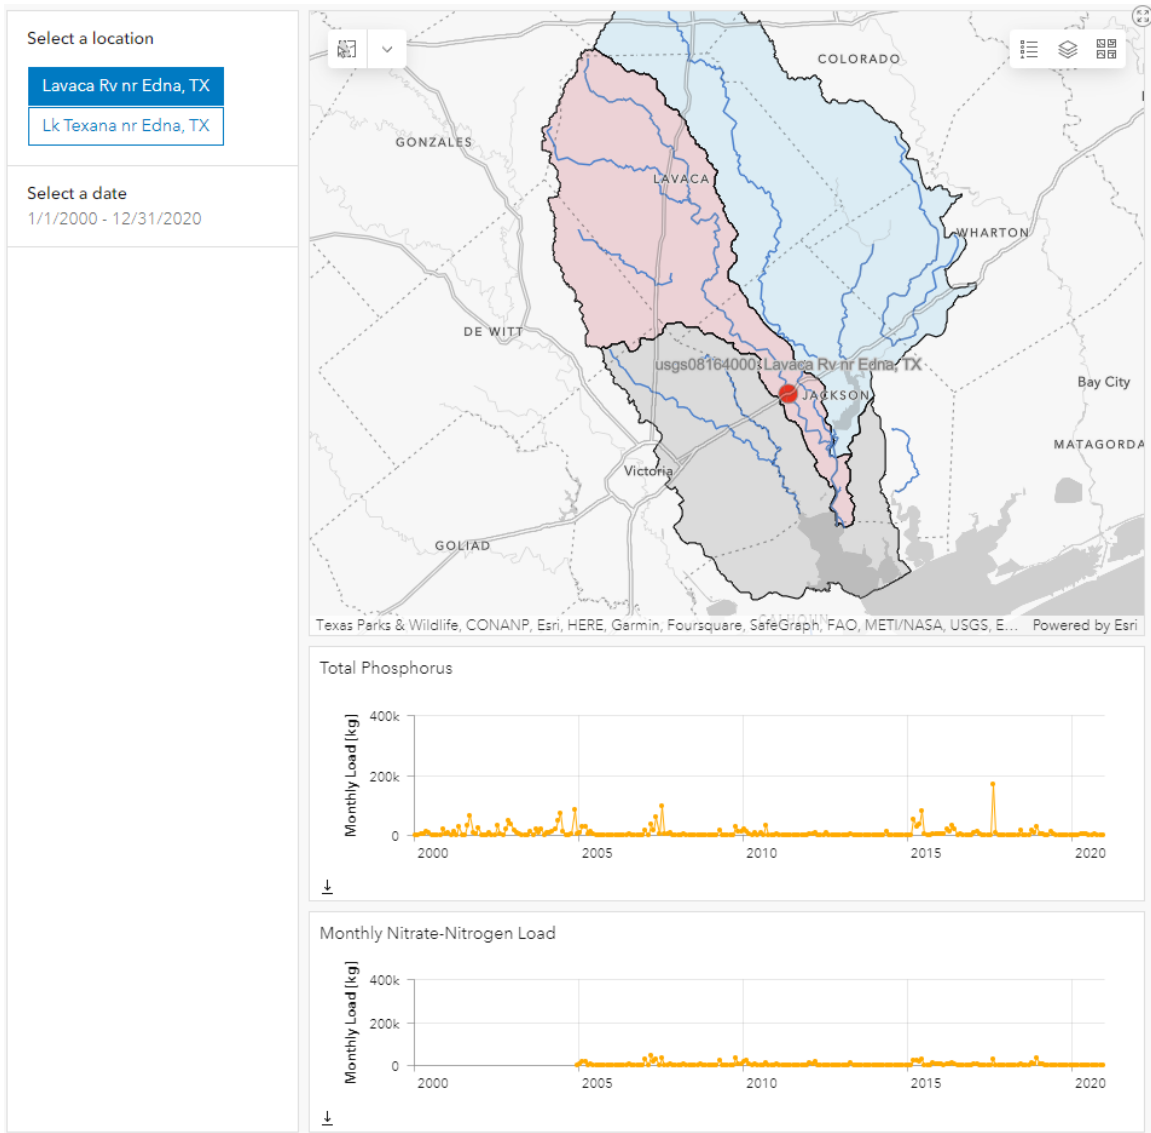 Select a location
Lavaca Rv nr Edna, TX
Lk Texana nr Edna, TX
Select a date
1/1/2000 - 12/31/2020
COLORADO
GONZALES
LAVACA
WHARTON
DE WITT
usgs08164000: Lavaca Rv nr Edna, TX
Bay City
JACKSON
MATAGORDA
Victoria
GOLIAD
CALHOUN
Texas Parks & Wildlife, CONANP, Esri, HERE, Garmin, Foursquare, SafeGraph, FAO, METI/NASA, USGS, E... Powered by Esri
Total Phosphorus
Monthly Load [kg]
400k
200k
0
2000 2005 2010 2015 2020
Monthly Nitrate-Nitrogen Load
Monthly Load [kg]
400k
200k
0
2000 2005 2010 2015 2020